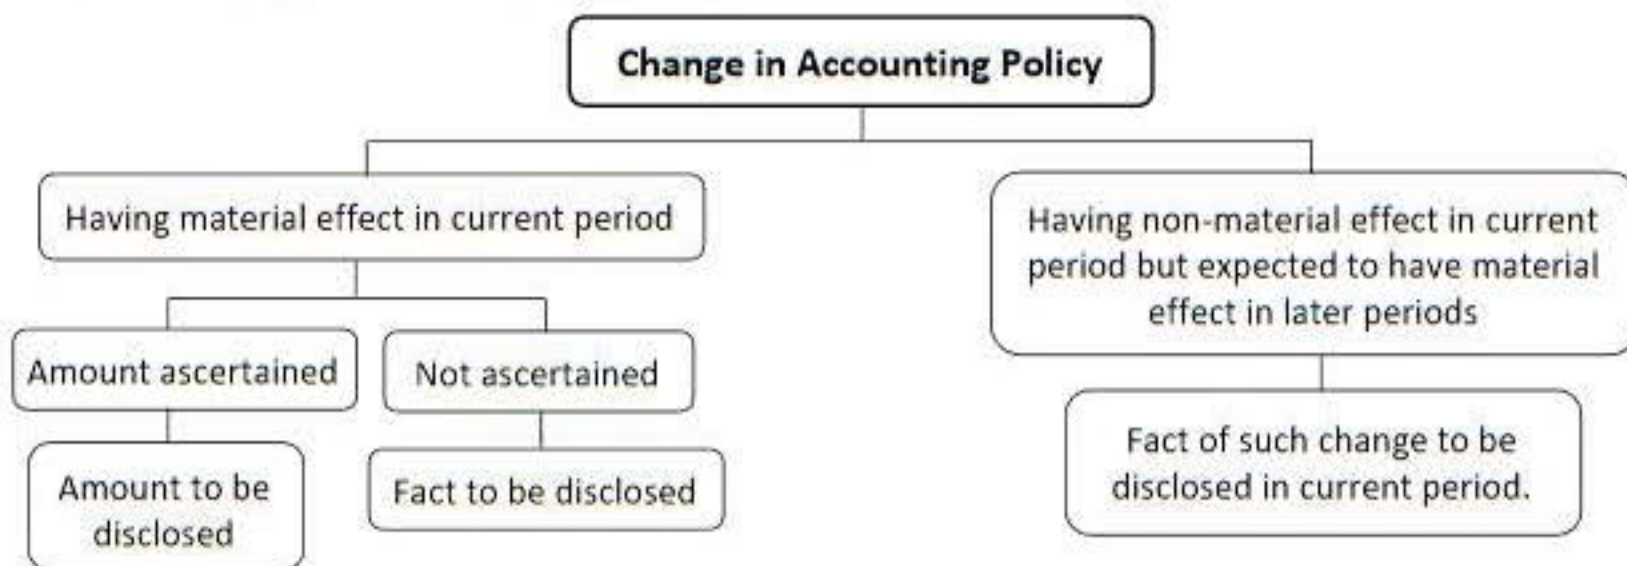 Change in Accounting Policy
Having material effect in current period
Having non-material effect in current
period but expected to have material
effect in later periods
Amount ascertained
Not ascertained
Amount to be
disclosed
Fact to be disclosed
Fact of such change to be
disclosed in current period.